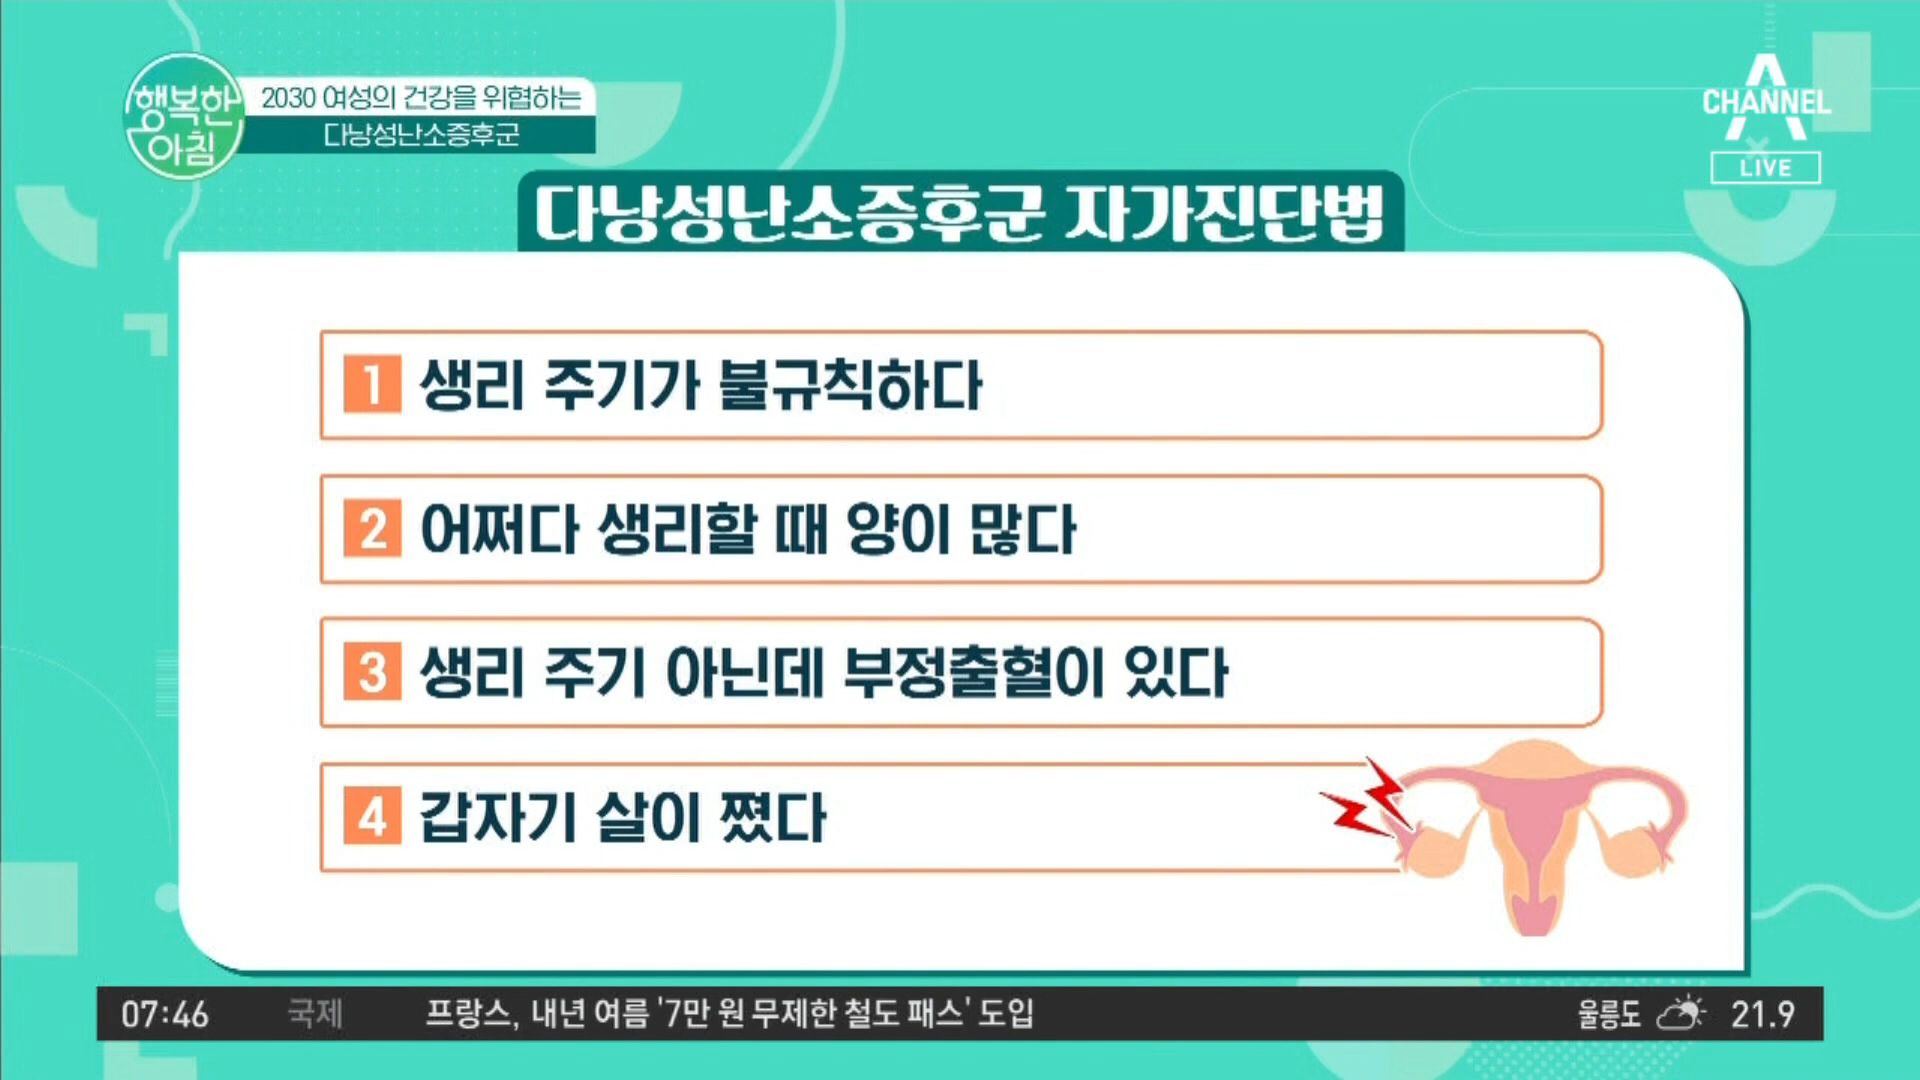 행복한
아침
2030 여성의 건강을 위협하는
다낭성난소증후군
CHANNEL A
LIVE
다낭성난소증후군 자가진단법
1 생리 주기가 불규칙하다
2 어쩌다 생리할 때 양이 많다
3 생리 주기 아닌데 부정출혈이 있다
4 갑자기 살이 쪘다
07:46 국제 프랑스, 내년 여름 '7만 원 무제한 철도 패스' 도입 울릉도 21.9